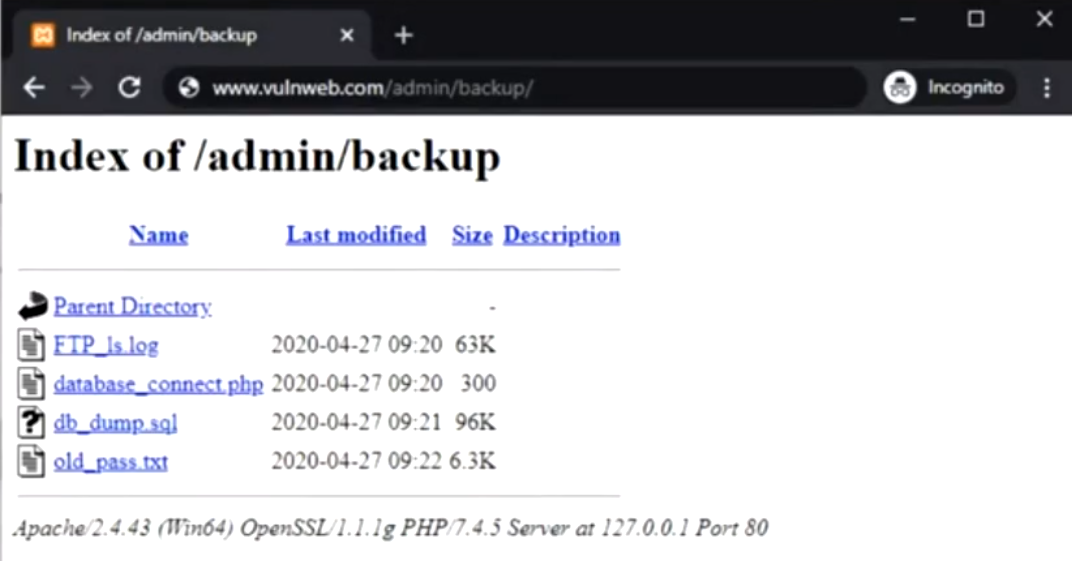 Index of /admin/backup
www.vulnweb.com/admin/backup/
Incognito
Index of /admin/backup
Name Last modified Size Description
Parent Directory -
FTP_ls.log 2020-04-27 09:20 63K
database_connect.php 2020-04-27 09:20 300
db_dump.sql 2020-04-27 09:21 96K
old_pass.txt 2020-04-27 09:22 6.3K
Apache/2.4.43 (Win64) OpenSSL/1.1.1g PHP/7.4.5 Server at 127.0.0.1 Port 80